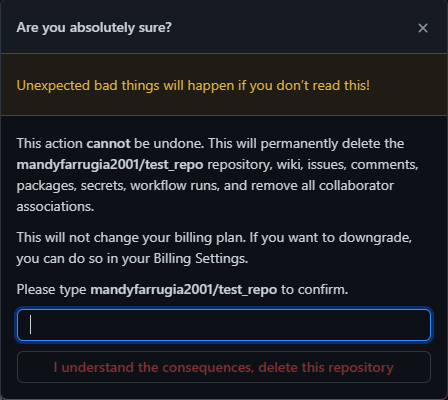 Are you absolutely sure?
Unexpected bad things will happen if you don’t read this!
This action cannot be undone. This will permanently delete the
mandyfarrugia2001/test_repo repository, wiki, issues, comments,
packages, secrets, workflow runs, and remove all collaborator
associations.
This will not change your billing plan. If you want to downgrade,
you can do so in your Billing Settings.
Please type mandyfarrugia2001/test_repo to confirm.
I understand the consequences, delete this repository